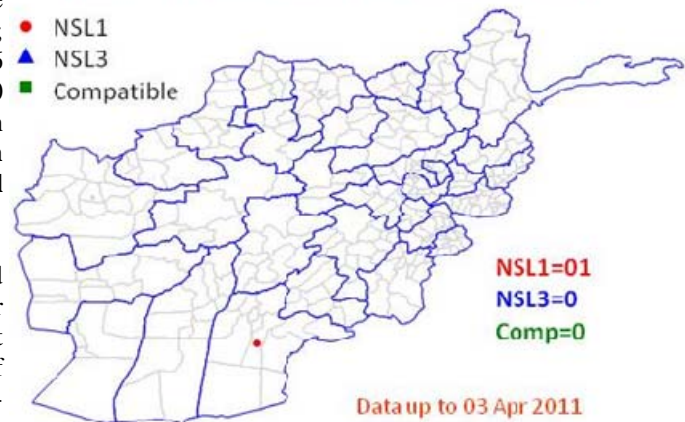 NSL1
NSL3
Compatible
NSL1=01
NSL3=0
Comp=0
Data up to 03 Apr 2011